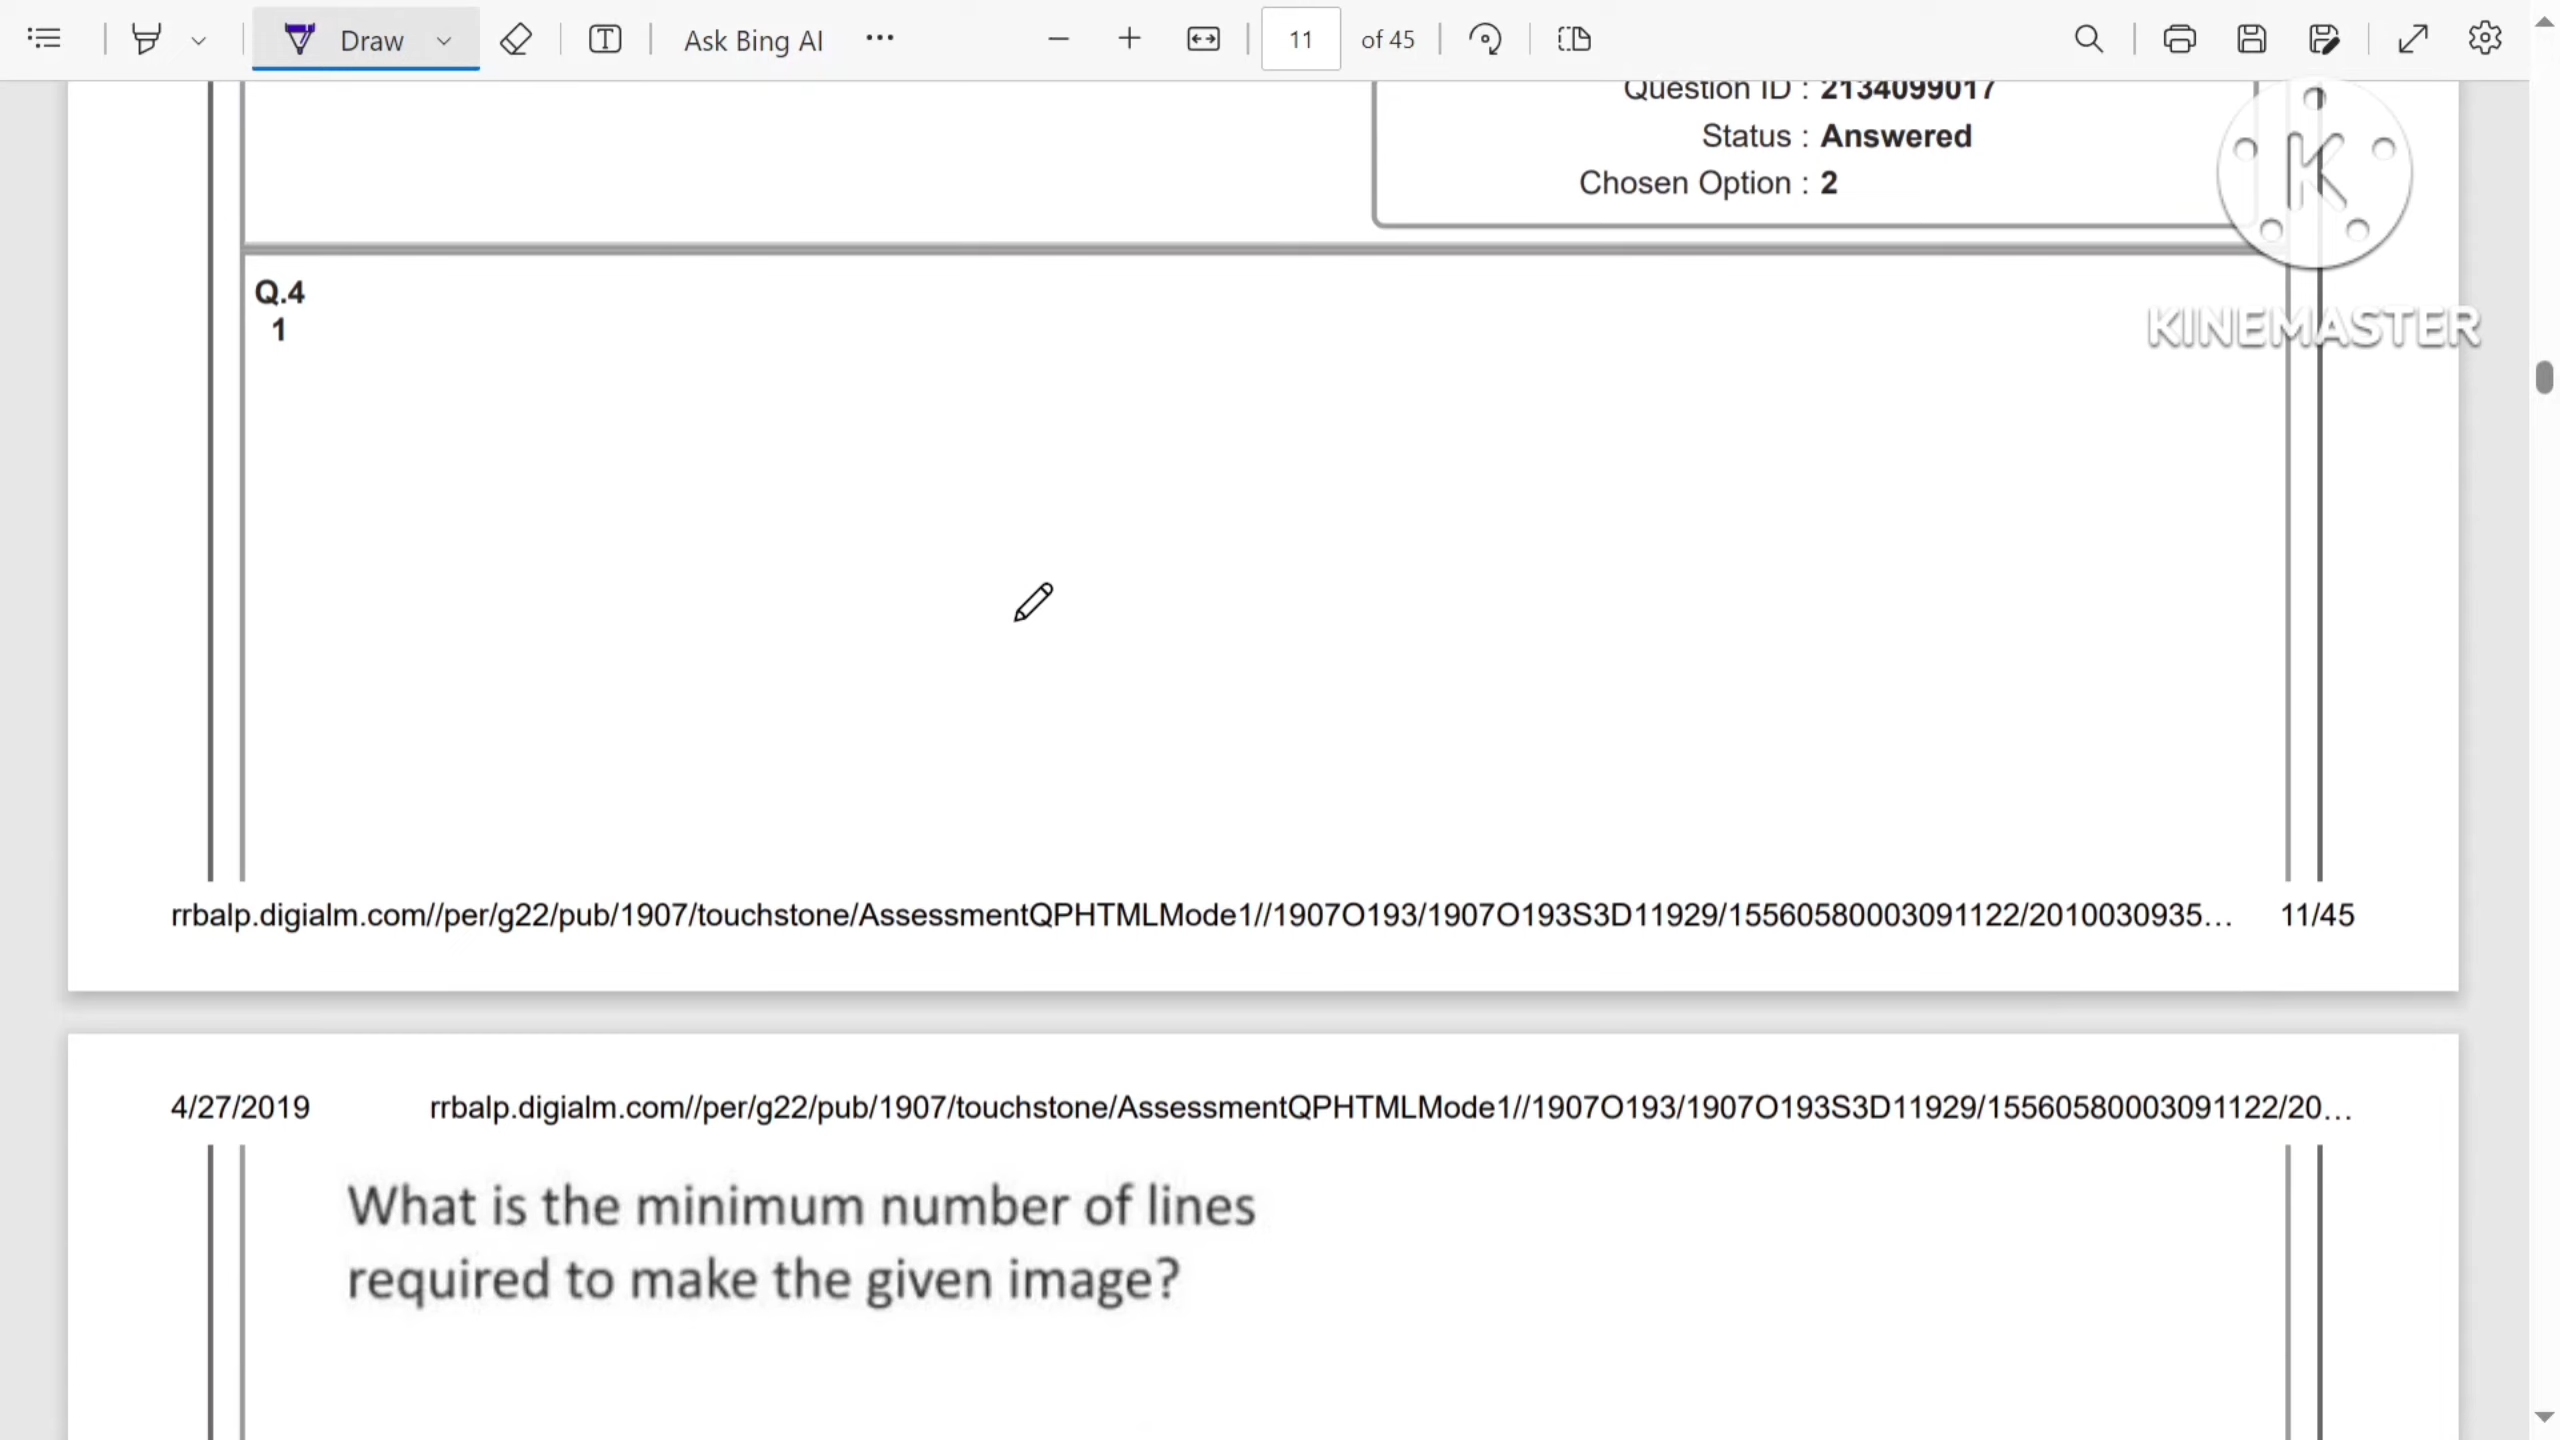 Draw
Ask Bing AI
11 of 45
Question ID : 2134099017
Status : Answered
Chosen Option : 2
KINEMASTER
Q.4
1
rrbalp.digialm.com//per/g22/pub/1907/touchstone/AssessmentQPHTMLMode1//1907O193/1907O193S3D11929/15560580003091122/2010030935... 11/45
4/27/2019 rrbalp.digialm.com//per/g22/pub/1907/touchstone/AssessmentQPHTMLMode1//1907O193/1907O193S3D11929/15560580003091122/20...
What is the minimum number of lines
required to make the given image?